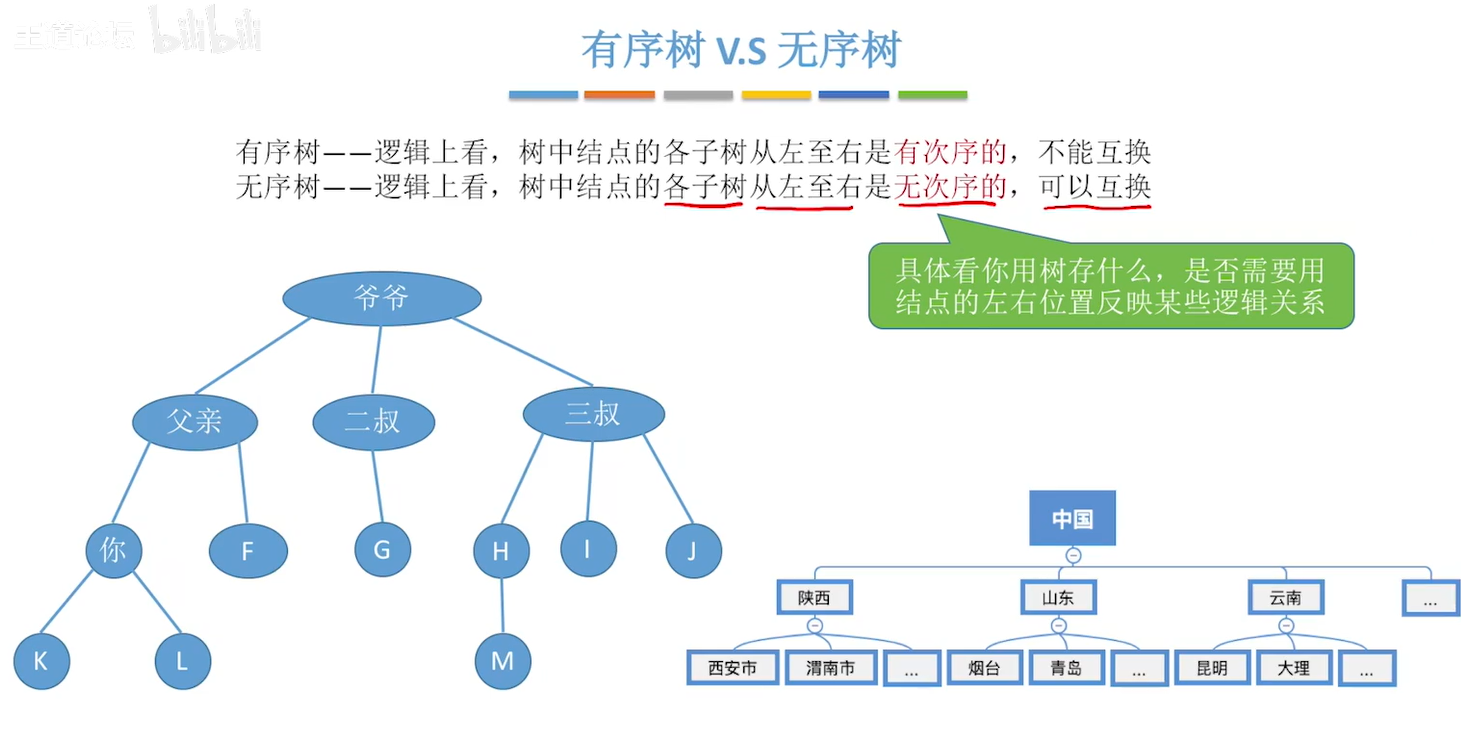 王道论坛 bilibili
有序树 V.S 无序树
有序树——逻辑上看，树中结点的各子树从左至右是有次序的，不能互换
无序树——逻辑上看，树中结点的各子树从左至右是无次序的，可以互换
具体看你用树存什么，是否需要用
结点的左右位置反映某些逻辑关系
爷爷
父亲 二叔 三叔
你 F G H I J
K L M
中国
陕西 山东 云南 ...
西安市 渭南市 ... 烟台 青岛 ... 昆明 大理 ...